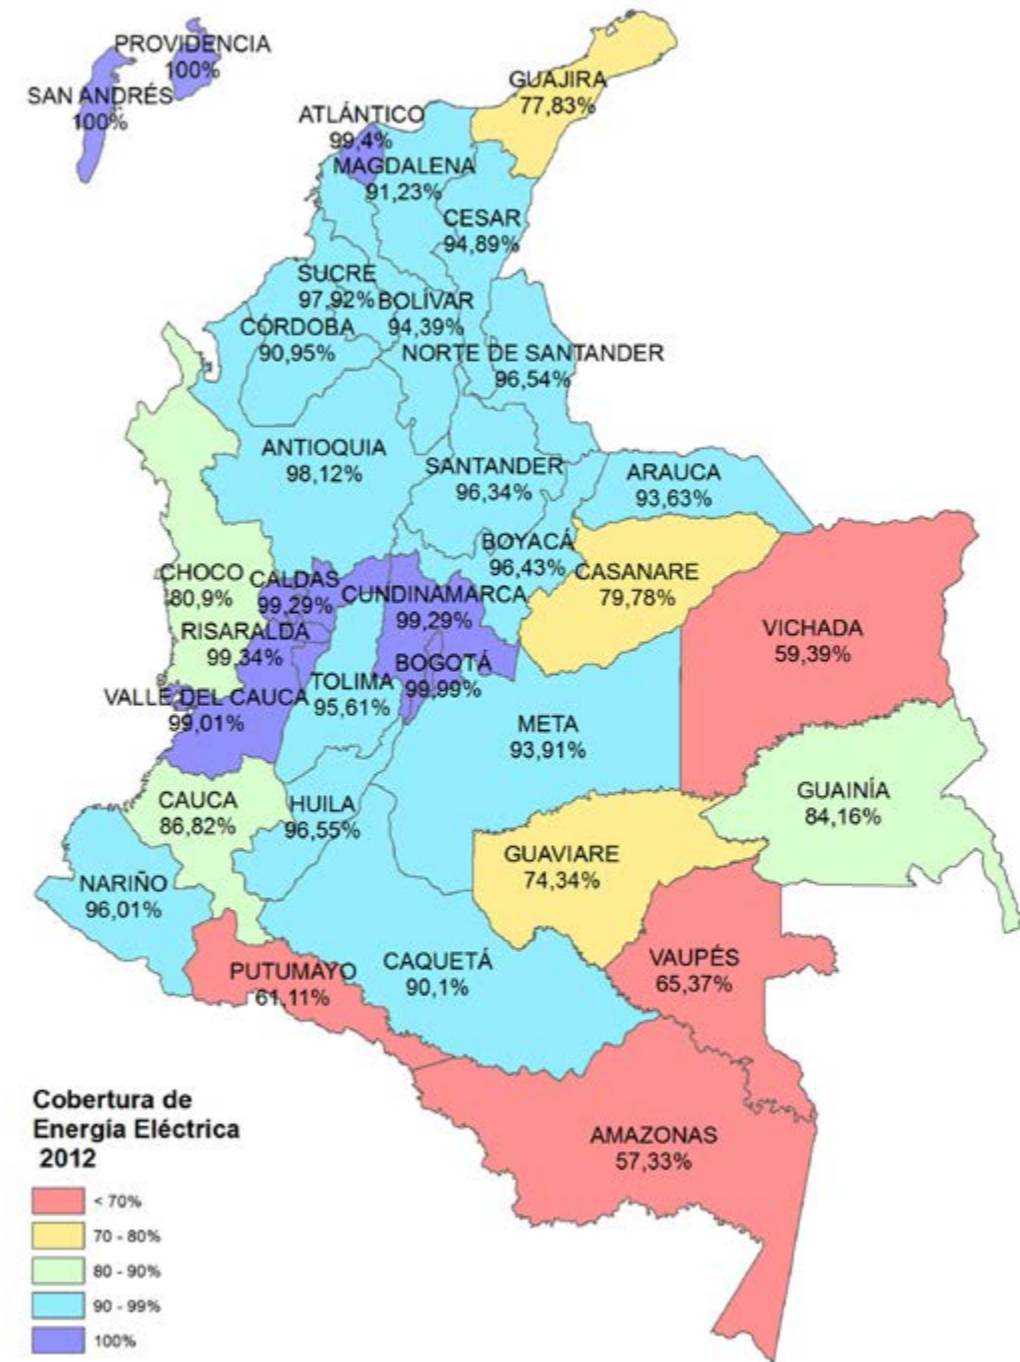 PROVIDENCIA
100%
SAN ANDRÉS
100%
GUAJIRA
77,83%
ATLÁNTICO
99,4%
MAGDALENA
91,23%
CESAR
94,89%
SUCRE
97,92%
BOLÍVAR
94,39%
CÓRDOBA
90,95%
NORTE DE SANTANDER
96,54%
ANTIOQUIA
98,12%
SANTANDER
96,34%
ARAUCA
93,63%
BOYACÁ
96,43%
CHOCO
80,9%
CALDAS
99,29%
CUNDINAMARCA
99,29%
CASANARE
79,78%
RISARALDA
99,34%
VICHADA
59,39%
BOGOTÁ
99,99%
TOLIMA
95,61%
VALLE DEL CAUCA
99,01%
META
93,91%
GUAINÍA
84,16%
CAUCA
86,82%
HUILA
96,55%
GUAVIARE
74,34%
NARIÑO
96,01%
VAUPÉS
65,37%
PUTUMAYO
61,11%
CAQUETÁ
90,1%
AMAZONAS
57,33%
Cobertura de
Energía Eléctrica
2012
< 70%
70 - 80%
80 - 90%
90 - 99%
100%